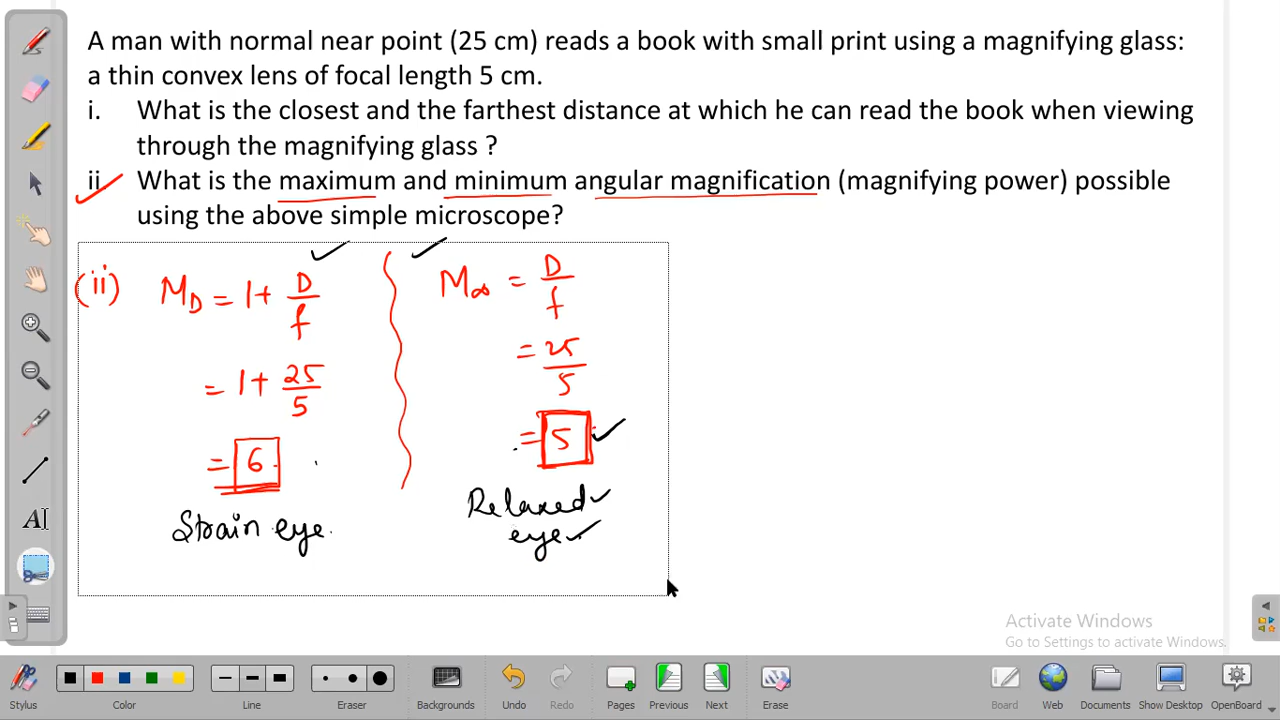 A man with normal near point (25 cm) reads a book with small print using a magnifying glass:
a thin convex lens of focal length 5 cm.
i. What is the closest and the farthest distance at which he can read the book when viewing
through the magnifying glass ?
ii What is the maximum and minimum angular magnification (magnifying power) possible
using the above simple microscope?
(ii) M_D = 1 + D/f
= 1 + 25/5
= 6
Strain eye.
M∞ = D/f
= 25/5
= 5
Relaxed
eye
Activate Windows
Go to Settings to activate Windows.
Stylus Color Line Eraser Backgrounds Undo Redo Pages Previous Next Erase Board Web Documents Show Desktop OpenBoard